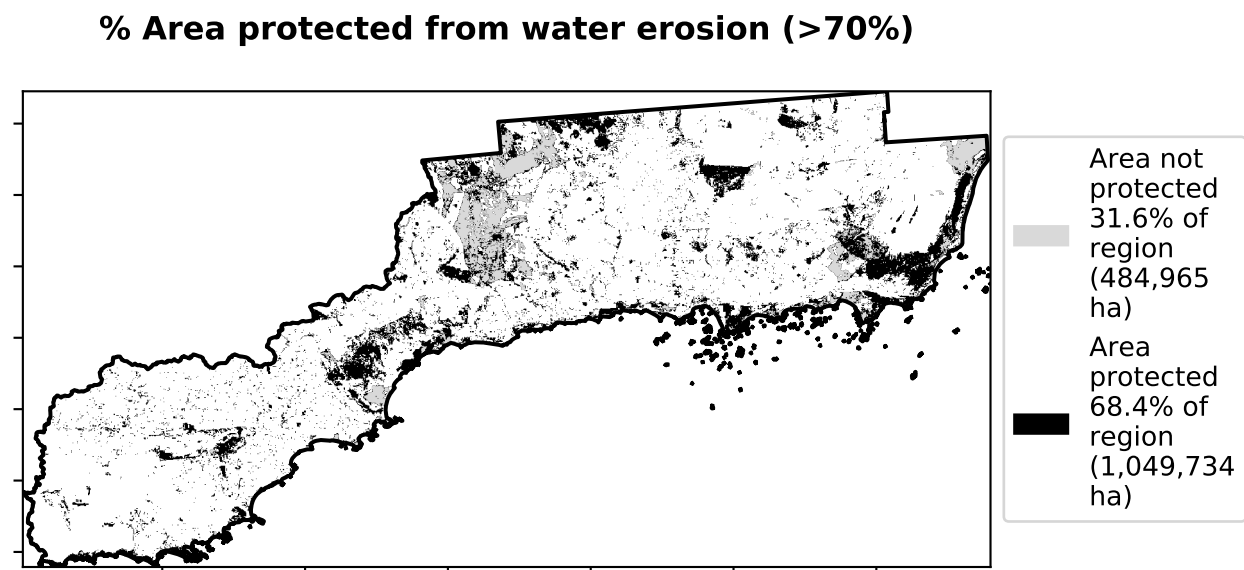 % Area protected from water erosion (>70%)
Area not
protected
31.6% of
region
(484,965
ha)
Area
protected
68.4% of
region
(1,049,734
ha)